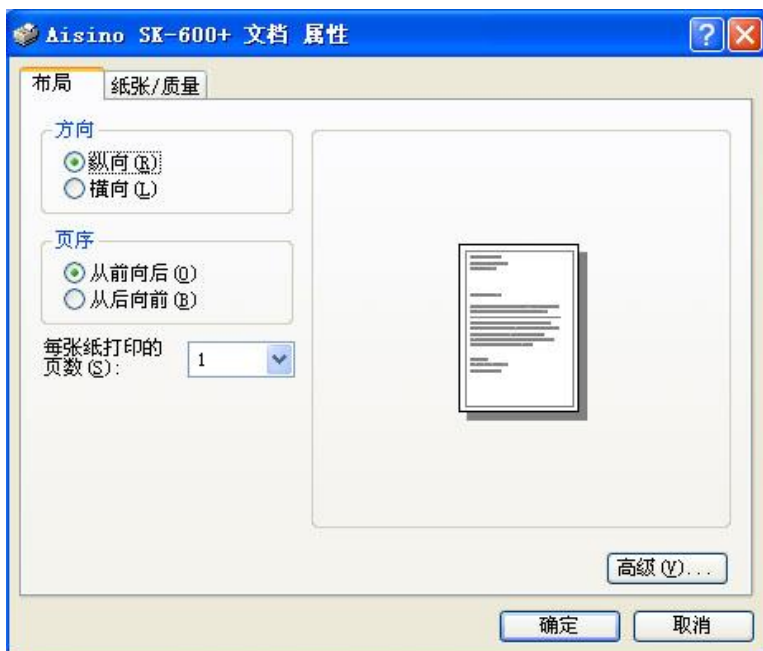 Aisino SK-600+ 文档 属性
布局
纸张/质量
方向
纵向(R)
横向(L)
页序
从前向后(O)
从后向前(B)
每张纸打印的
页数(S):
1
高级(V)...
确定
取消